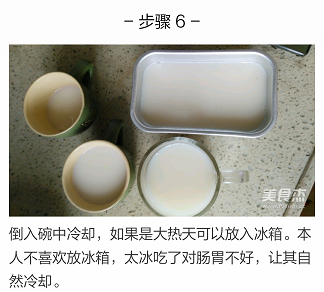 – 步骤 6 –
美食杰
meishij.net
倒入碗中冷却，如果是大热天可以放入冰箱。本
人不喜欢放冰箱，太冰吃了对肠胃不好，让其自
然冷却。